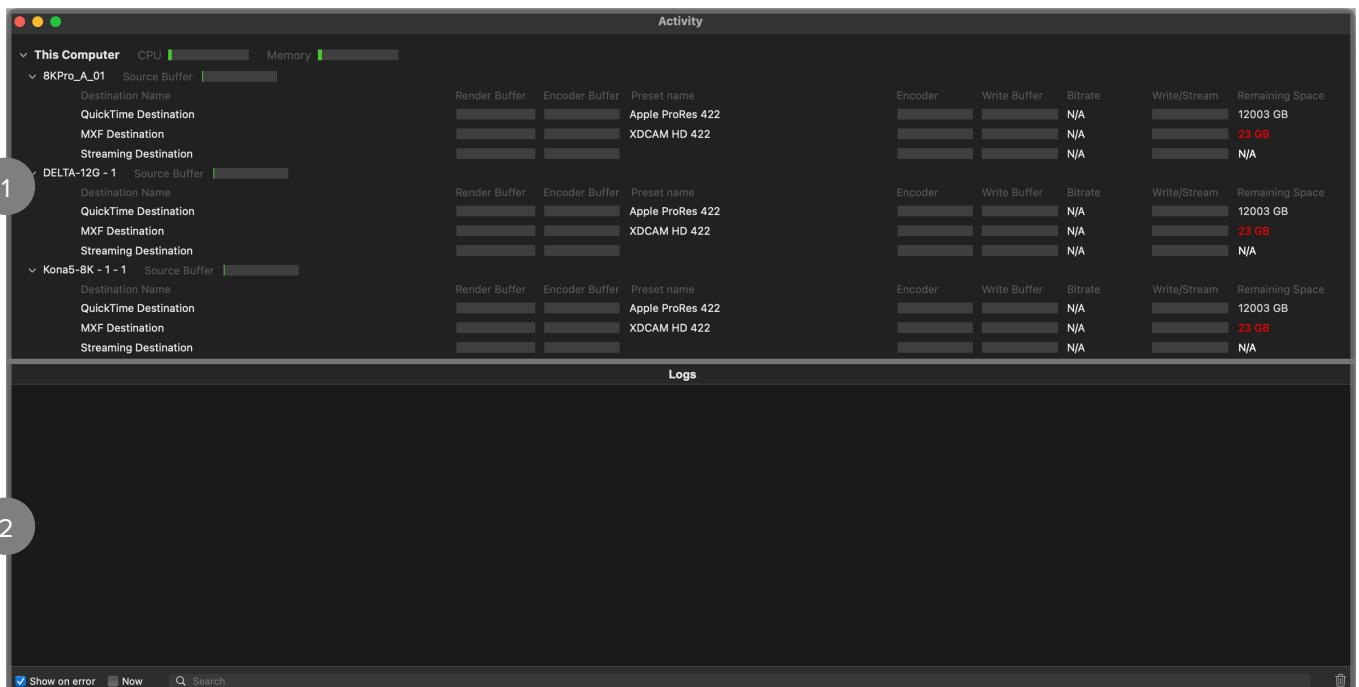 Activity
This Computer CPU Memory
8KPro_A_01 Source Buffer
Destination Name Render Buffer Encoder Buffer Preset name Encoder Write Buffer Bitrate Write/Stream Remaining Space
QuickTime Destination Apple ProRes 422 N/A 12003 GB
MXF Destination XDCAM HD 422 N/A 23 GB
Streaming Destination N/A N/A
1
DELTA-12G - 1 Source Buffer
Destination Name Render Buffer Encoder Buffer Preset name Encoder Write Buffer Bitrate Write/Stream Remaining Space
QuickTime Destination Apple ProRes 422 N/A 12003 GB
MXF Destination XDCAM HD 422 N/A 23 GB
Streaming Destination N/A N/A
Kona5-8K - 1 - 1 Source Buffer
Destination Name Render Buffer Encoder Buffer Preset name Encoder Write Buffer Bitrate Write/Stream Remaining Space
QuickTime Destination Apple ProRes 422 N/A 12003 GB
MXF Destination XDCAM HD 422 N/A 23 GB
Streaming Destination N/A N/A
Logs
2
Show on error Now Search